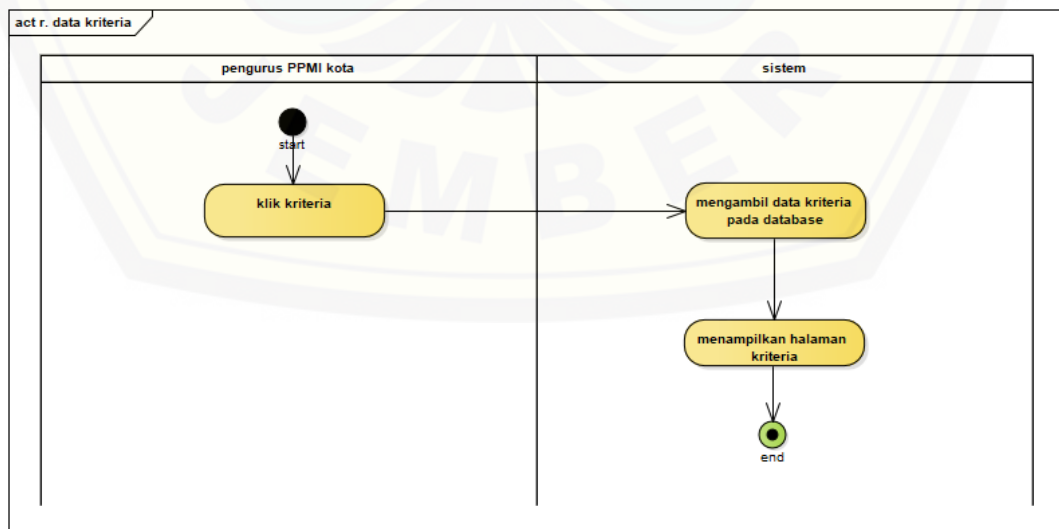 act r. data kriteria
pengurus PPMI kota
sistem
start
klik kriteria
mengambil data kriteria
pada database
menampilkan halaman
kriteria
end
JEMBER